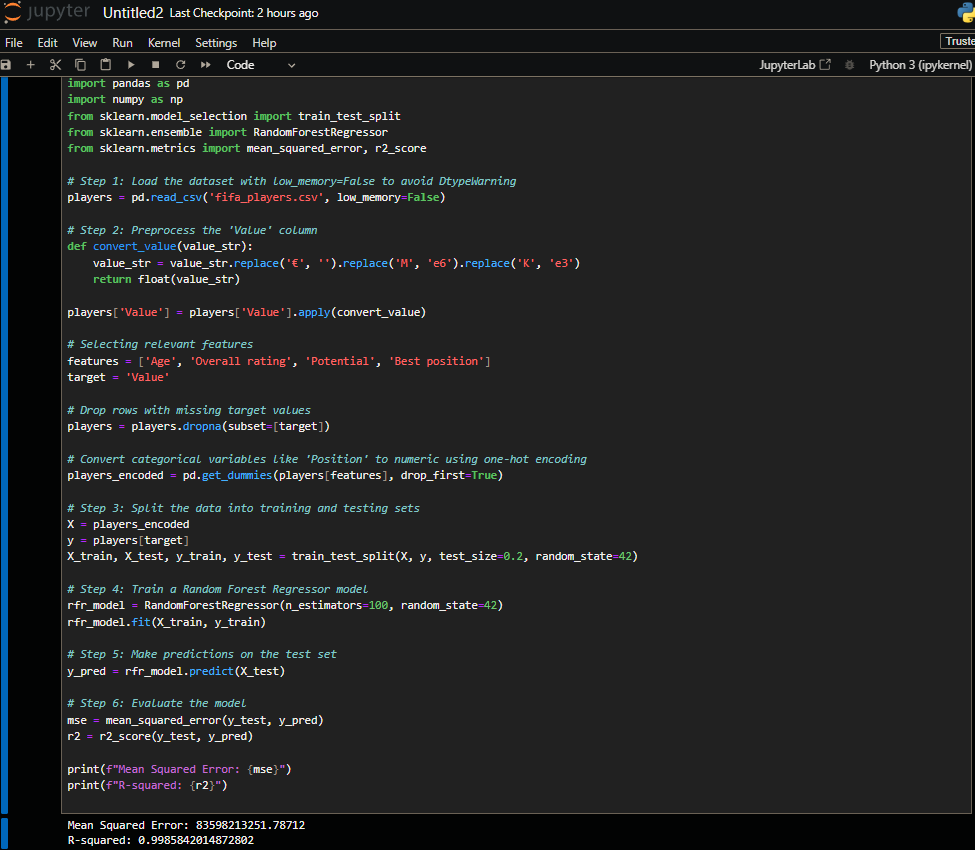 jupyter Untitled2 Last Checkpoint: 2 hours ago
File Edit View Run Kernel Settings Help
Truste
Code
JupyterLab
Python 3 (ipykernel)
import pandas as pd
import numpy as np
from sklearn.model_selection import train_test_split
from sklearn.ensemble import RandomForestRegressor
from sklearn.metrics import mean_squared_error, r2_score
# Step 1: Load the dataset with low_memory=False to avoid DtypeWarning
players = pd.read_csv('fifa_players.csv', low_memory=False)
# Step 2: Preprocess the 'Value' column
def convert_value(value_str):
    value_str = value_str.replace('€', '').replace('M', 'e6').replace('K', 'e3')
    return float(value_str)
players['Value'] = players['Value'].apply(convert_value)
# Selecting relevant features
features = ['Age', 'Overall rating', 'Potential', 'Best position']
target = 'Value'
# Drop rows with missing target values
players = players.dropna(subset=[target])
# Convert categorical variables like 'Position' to numeric using one-hot encoding
players_encoded = pd.get_dummies(players[features], drop_first=True)
# Step 3: Split the data into training and testing sets
X = players_encoded
y = players[target]
X_train, X_test, y_train, y_test = train_test_split(X, y, test_size=0.2, random_state=42)
# Step 4: Train a Random Forest Regressor model
rfr_model = RandomForestRegressor(n_estimators=100, random_state=42)
rfr_model.fit(X_train, y_train)
# Step 5: Make predictions on the test set
y_pred = rfr_model.predict(X_test)
# Step 6: Evaluate the model
mse = mean_squared_error(y_test, y_pred)
r2 = r2_score(y_test, y_pred)
print(f"Mean Squared Error: {mse}")
print(f"R-squared: {r2}")
Mean Squared Error: 83598213251.78712
R-squared: 0.9985842014872802